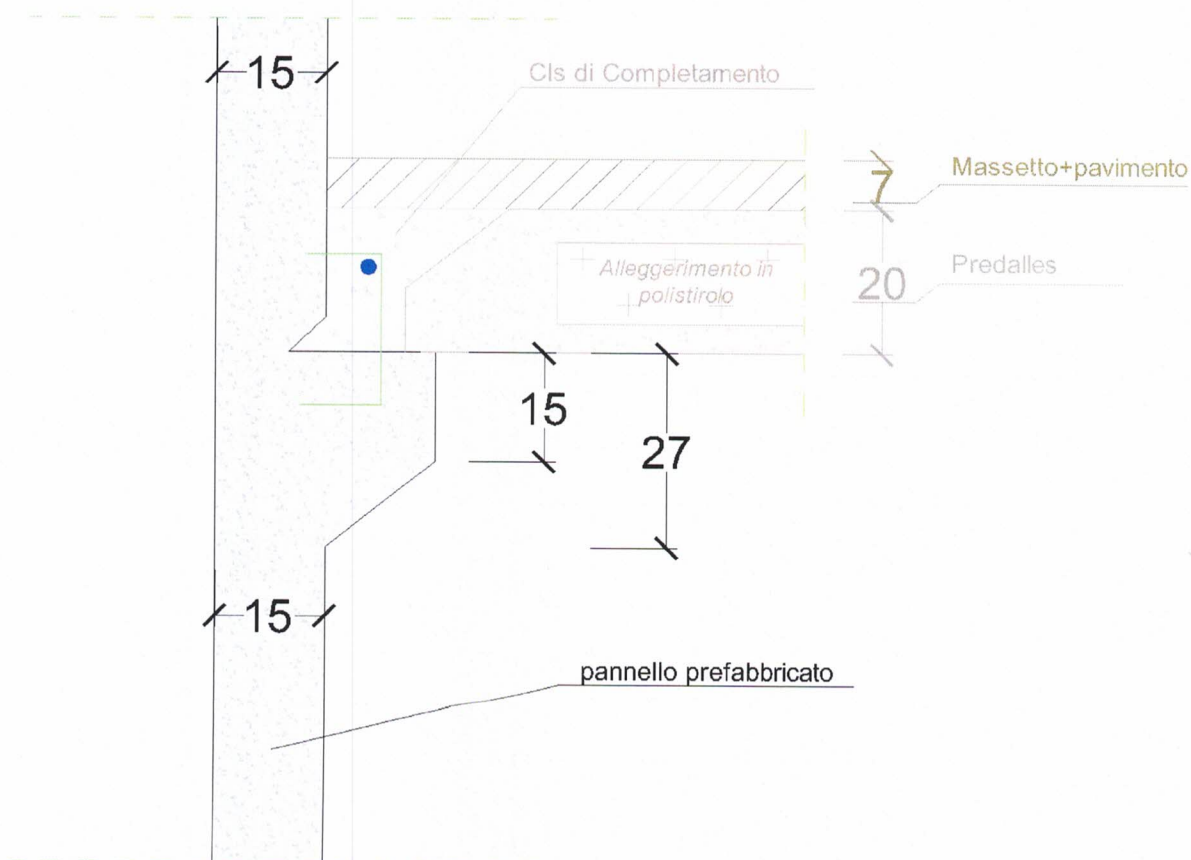 15
Cls di Completamento
7
Massetto+pavimento
Alleggerimento in
polistirolo
20
Predalles
15
27
15
pannello prefabbricato